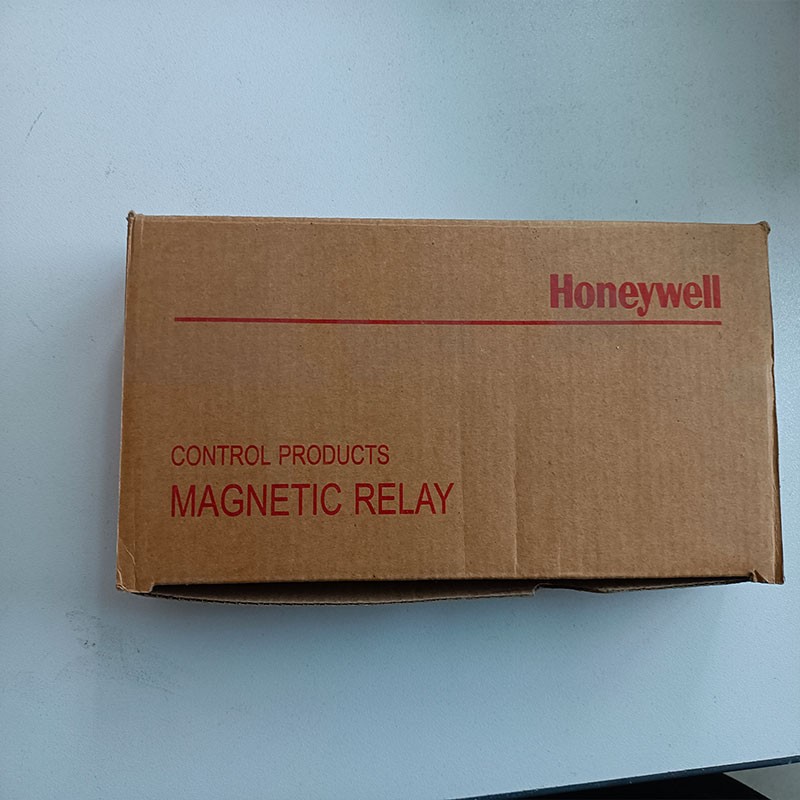 Honeywell
CONTROL PRODUCTS
MAGNETIC RELAY